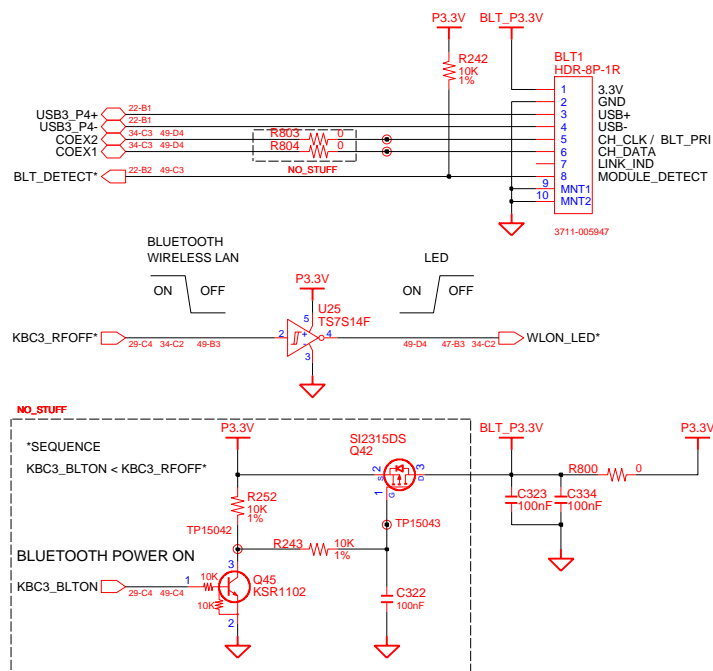 P3.3V
BLT_P3.3V
R242
10K
1%
BLT1
HDR-8P-1R
1 3.3V
2 GND
USB3_P4+ 22-B1 3 USB+
USB3_P4- 22-B1 4 USB-
COEX2 34-C3 49-D4 R803 0 5 CH_CLK / BLT_PRI
COEX1 34-C3 49-D4 R804 0 6 CH_DATA
7 LINK_IND
NO_STUFF
BLT_DETECT* 22-B2 49-C3 8 MODULE_DETECT
9 MNT1
10 MNT2
3711-005947
BLUETOOTH
WIRELESS LAN
LED
P3.3V
ON OFF
ON OFF
U25
TS7S14F
5
+
-
KBC3_RFOFF* 2 4 WLON_LED*
29-C4 34-C2 49-B3
49-D4 47-B3 34-C2
3
NO_STUFF
P3.3V
SI2315DS
Q42
BLT_P3.3V
P3.3V
*SEQUENCE
KBC3_BLTON < KBC3_RFOFF*
2 S D 3
G
1
R800 0
R252
10K
1%
C323
100nF
C334
100nF
TP15042
TP15043
R243 10K
1%
BLUETOOTH POWER ON
3
Q45
KSR1102
KBC3_BLTON 29-C4 49-C4 1 10K
10K
2
C322
100nF